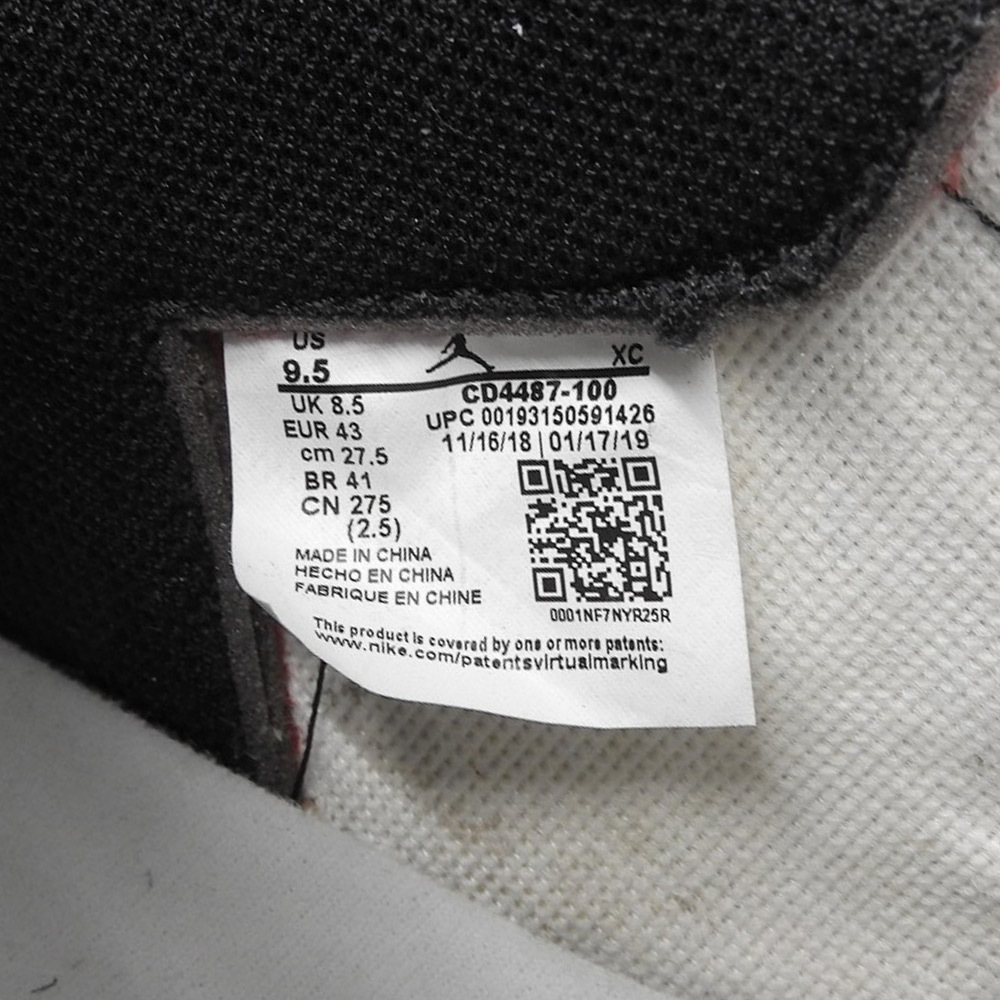 US
9.5
XC
UK 8.5
EUR 43
cm 27.5
BR 41
CN 275
(2.5)
CD4487-100
UPC 00193150591426
11/16/18 | 01/17/19
MADE IN CHINA
HECHO EN CHINA
FABRIQUE EN CHINE
0001NF7NYR25R
This product is covered by one or more patents:
www.nike.com/patentsvirtualmarking